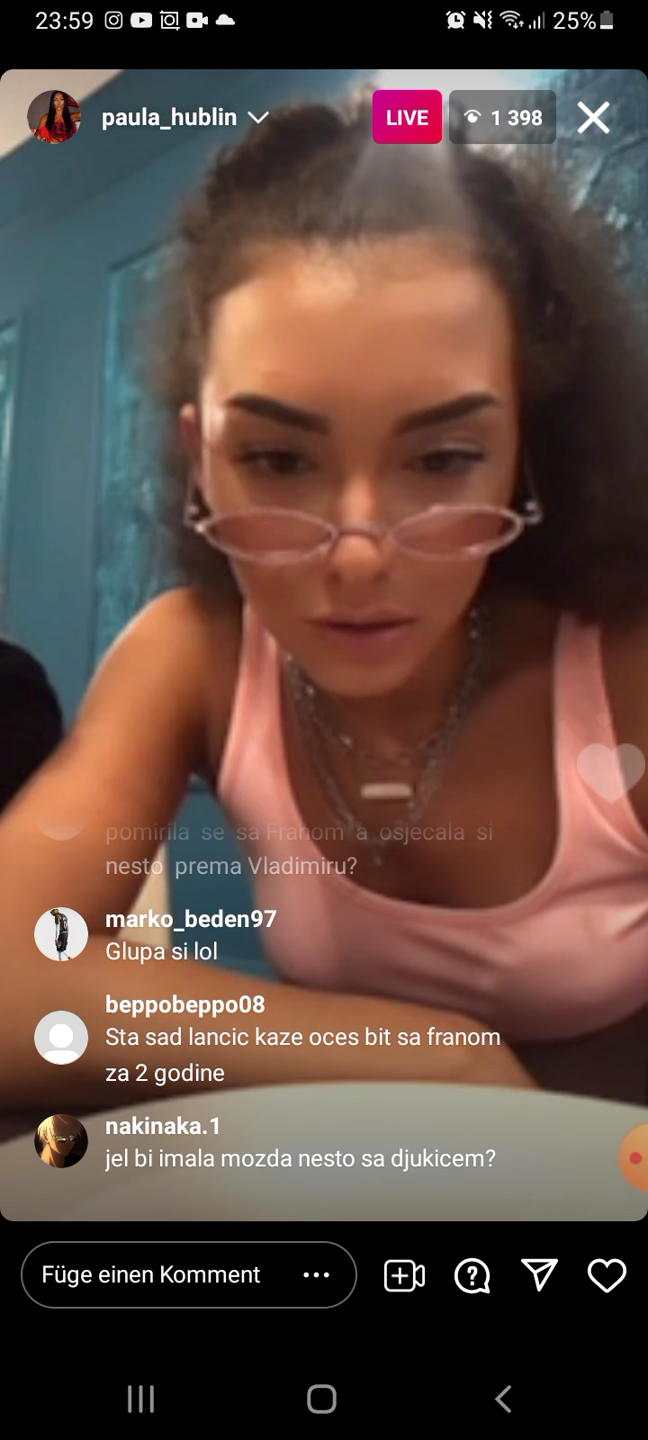 23:59
25%
paula_hublin
LIVE
1 398
pomirila se sa Franom a osjecala si
nesto prema Vladimiru?
marko_beden97
Glupa si lol
beppobeppo08
Sta sad lancic kaze oces bit sa franom
za 2 godine
nakinaka.1
jel bi imala mozda nesto sa djukicem?
Füge einen Komment